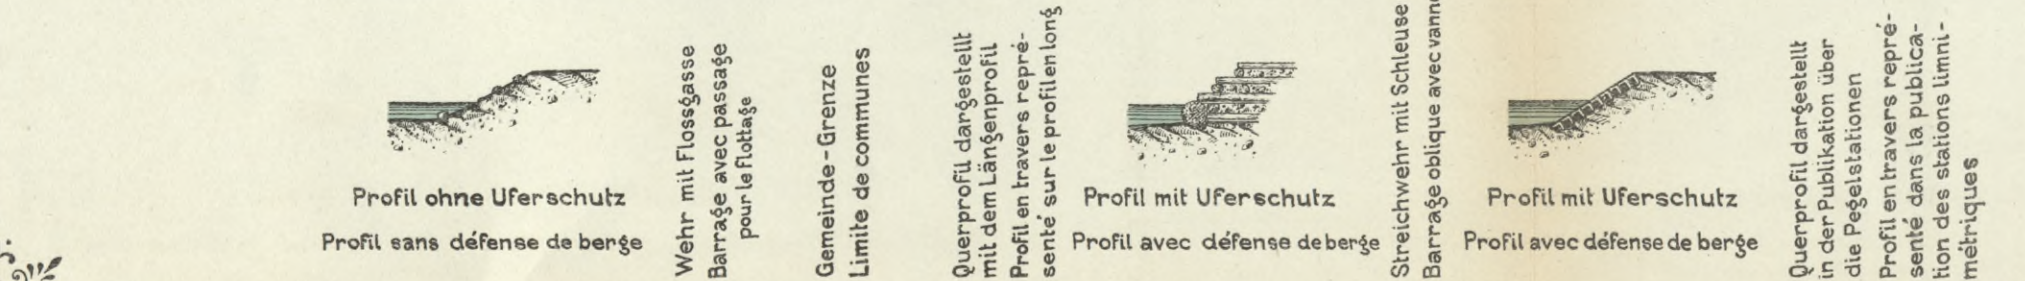 Profil ohne Uferschutz
Profil sans défense de berge
Wehr mit Flossgasse
Barrage avec passage
pour le flottage
Gemeinde-Grenze
Limite de communes
Querprofil dargestellt
mit dem Längenprofil
Profil en travers repré-
senté sur le profil en long
Profil mit Uferschutz
Profil avec défense de berge
Streichwehr mit Schleuse
Barrage oblique avec vann
Profil mit Uferschutz
Profil avec défense de berge
Querprofil dargestellt
in der Publikation über
die Pegelstationen
Profil en travers repré-
senté dans la publica-
tion des stations limni-
métriques